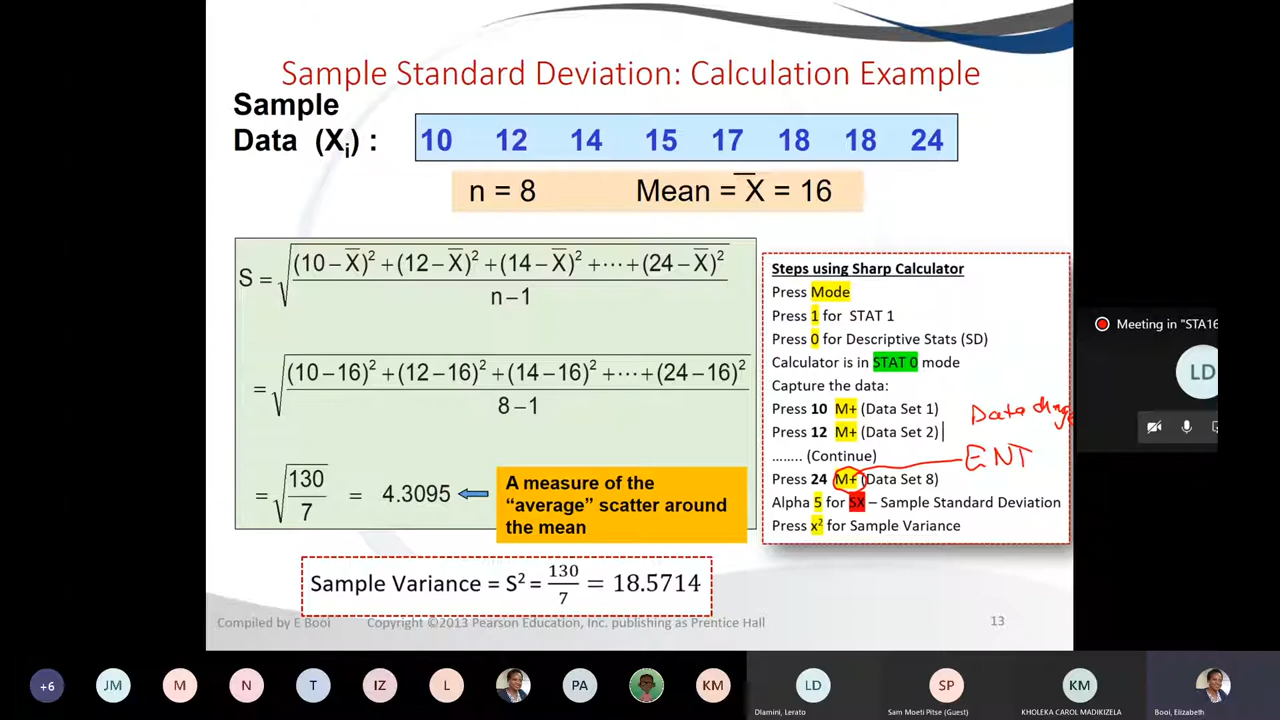 Sample Standard Deviation: Calculation Example
Sample
Data (Xi) :
10 12 14 15 17 18 18 24
n = 8 Mean = X̅ = 16
S = √((10 – X̅)² + (12 – X̅)² + (14 – X̅)² + ⋯ + (24 – X̅)² / n – 1)
= √((10 – 16)² + (12 – 16)² + (14 – 16)² + ⋯ + (24 – 16)² / 8 – 1)
= √(130 / 7) = 4.3095
A measure of the
“average” scatter around
the mean
Sample Variance = S² = 130/7 = 18.5714
Steps using Sharp Calculator
Press Mode
Press 1 for STAT 1
Press 0 for Descriptive Stats (SD)
Calculator is in STAT 0 mode
Capture the data:
Press 10 M+ (Data Set 1)
Press 12 M+ (Data Set 2)
…….. (Continue)
Press 24 M+ (Data Set 8)
Alpha 5 for SX – Sample Standard Deviation
Press x² for Sample Variance
Data
ENT
Compiled by E Booi Copyright ©2013 Pearson Education, Inc. publishing as Prentice Hall 13
Meeting in "STA16
LD
+6 JM M N T IZ L PA KM LD SP KM
Dlamini, Lerato Sam Moeti Pitse (Guest) KHOLEKA CAROL MADIKIZELA Booi, Elizabeth